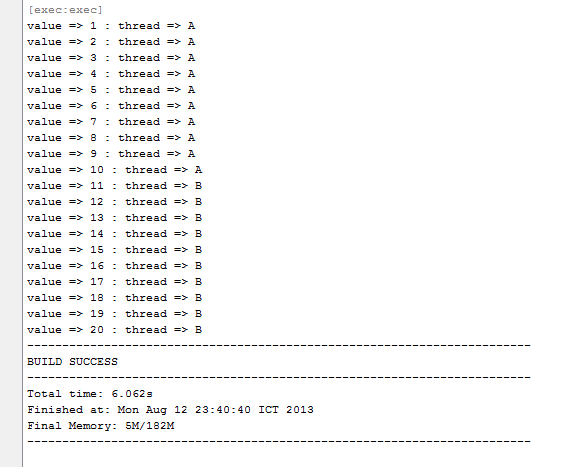 [exec:exec]
value => 1 : thread => A
value => 2 : thread => A
value => 3 : thread => A
value => 4 : thread => A
value => 5 : thread => A
value => 6 : thread => A
value => 7 : thread => A
value => 8 : thread => A
value => 9 : thread => A
value => 10 : thread => A
value => 11 : thread => B
value => 12 : thread => B
value => 13 : thread => B
value => 14 : thread => B
value => 15 : thread => B
value => 16 : thread => B
value => 17 : thread => B
value => 18 : thread => B
value => 19 : thread => B
value => 20 : thread => B
------------------------------------------------------------------------
BUILD SUCCESS
------------------------------------------------------------------------
Total time: 6.062s
Finished at: Mon Aug 12 23:40:40 ICT 2013
Final Memory: 5M/182M
------------------------------------------------------------------------